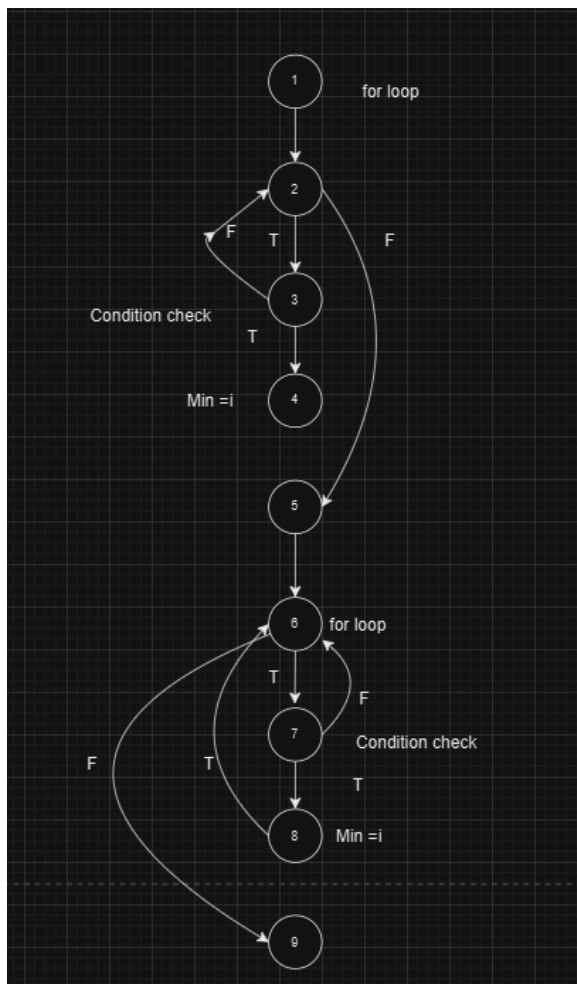 1
for loop
2
F
T
F
3
Condition check
T
Min =i
4
5
6
for loop
T
F
7
Condition check
F
T
T
8
Min =i
9